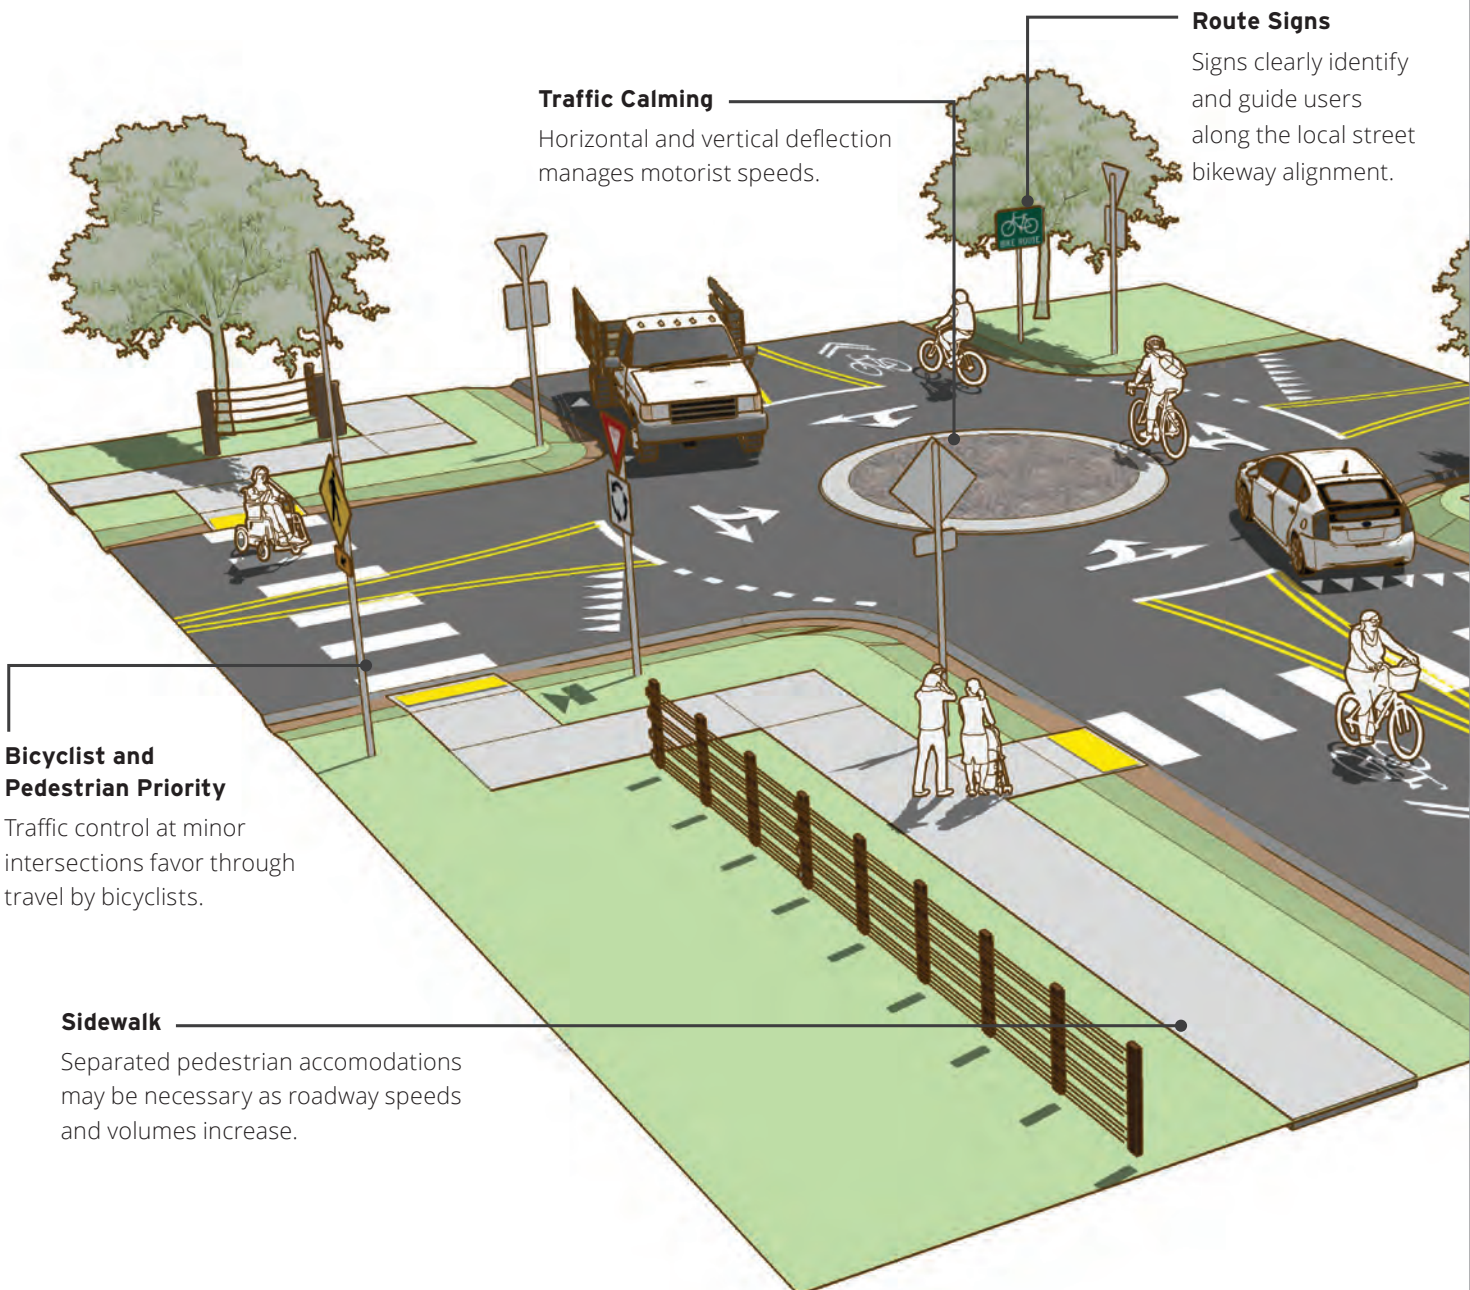 Route Signs
Signs clearly identify
and guide users
along the local street
bikeway alignment.
Traffic Calming
Horizontal and vertical deflection
manages motorist speeds.
BIKE ROUTE
Bicyclist and
Pedestrian Priority
Traffic control at minor
intersections favor through
travel by bicyclists.
Sidewalk
Separated pedestrian accomodations
may be necessary as roadway speeds
and volumes increase.